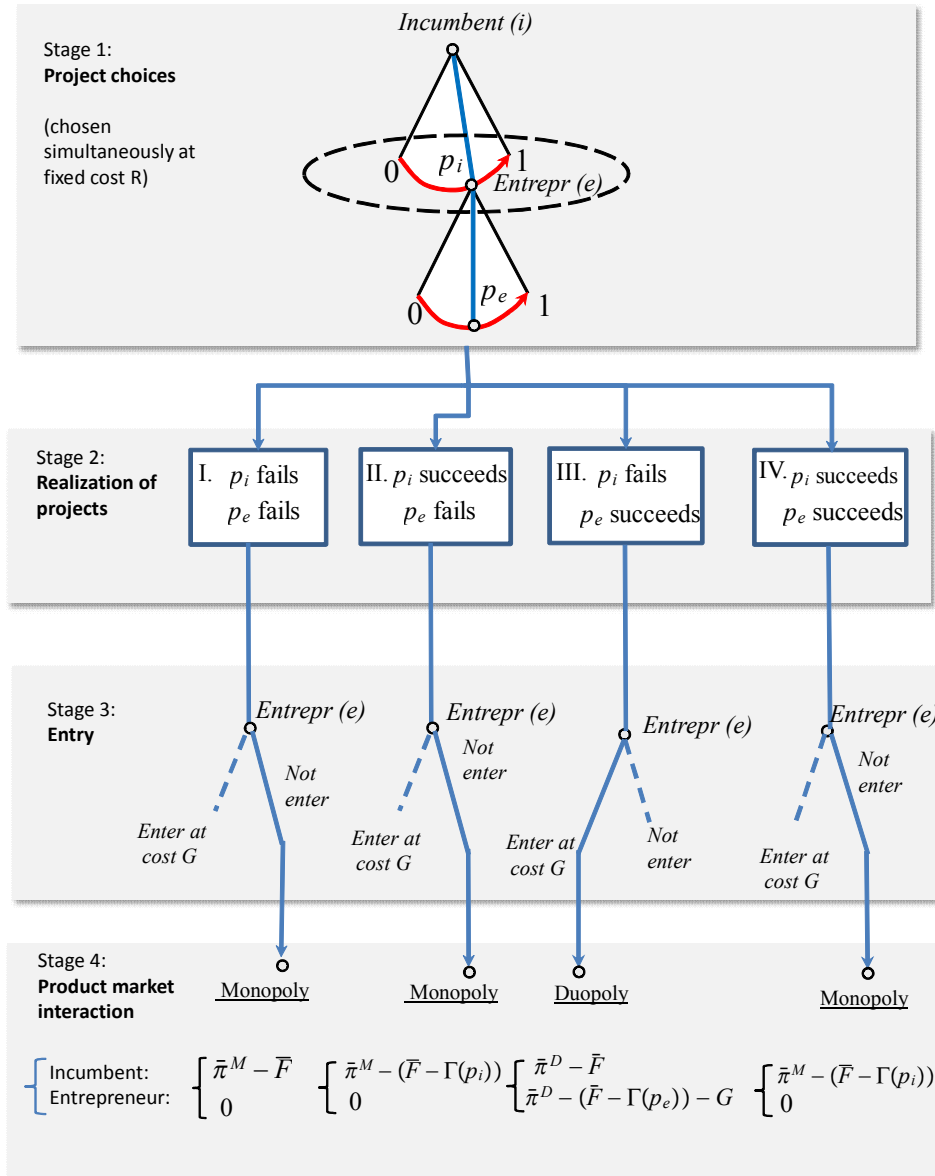 Incumbent (i)
Stage 1:
Project choices
(chosen
simultaneously at
fixed cost R)
0
p_i
1
Entrepr (e)
0
p_e
1
Stage 2:
Realization of
projects
I. p_i fails
p_e fails
II. p_i succeeds
p_e fails
III. p_i fails
p_e succeeds
IV. p_i succeeds
p_e succeeds
Stage 3:
Entry
Entrepr (e)
Not
enter
Enter at
cost G
Entrepr (e)
Not
enter
Enter at
cost G
Entrepr (e)
Enter at
cost G
Not
enter
Entrepr (e)
Not
enter
Enter at
cost G
Stage 4:
Product market
interaction
Monopoly
Monopoly
Duopoly
Monopoly
Incumbent:
Entrepreneur:
π̄^M − F̄
0
π̄^M − (F̄ − Γ(p_i))
0
π̄^D − F̄
π̄^D − (F̄ − Γ(p_e)) − G
π̄^M − (F̄ − Γ(p_i))
0